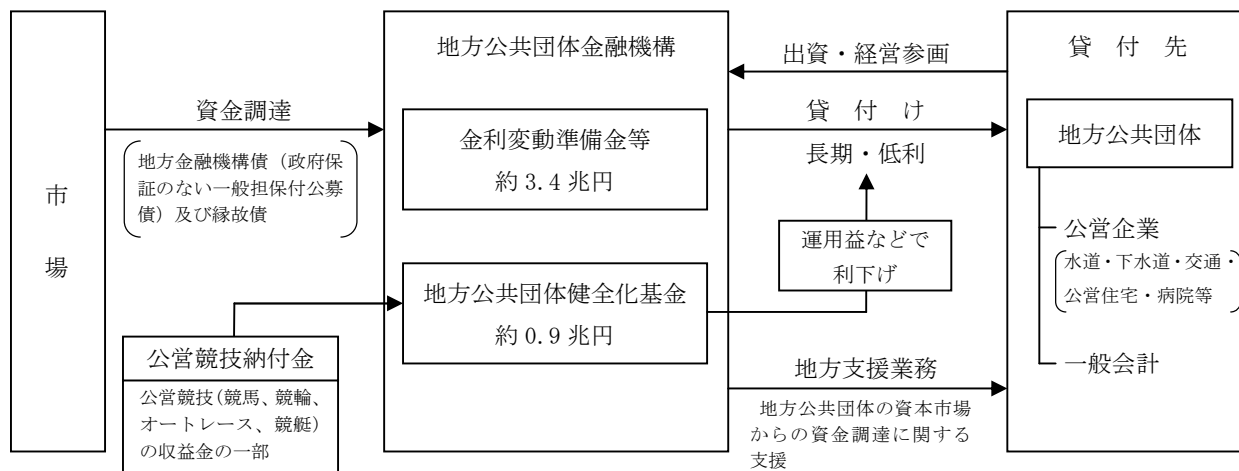 市
場
資金調達
地方金融機構債(政府保
証のない一般担保付公募
債)及び縁故債
公営競技納付金
公営競技(競馬、競輪、
オートレース、競艇)
の収益金の一部
地方公共団体金融機構
金利変動準備金等
約 3.4 兆円
地方公共団体健全化基金
約 0.9 兆円
出資・経営参画
貸 付 け
長期・低利
運用益などで
利下げ
地方支援業務
地方公共団体の資本市場
からの資金調達に関する
支援
貸 付 先
地方公共団体
公営企業
水道・下水道・交通・
公営住宅・病院等
一般会計